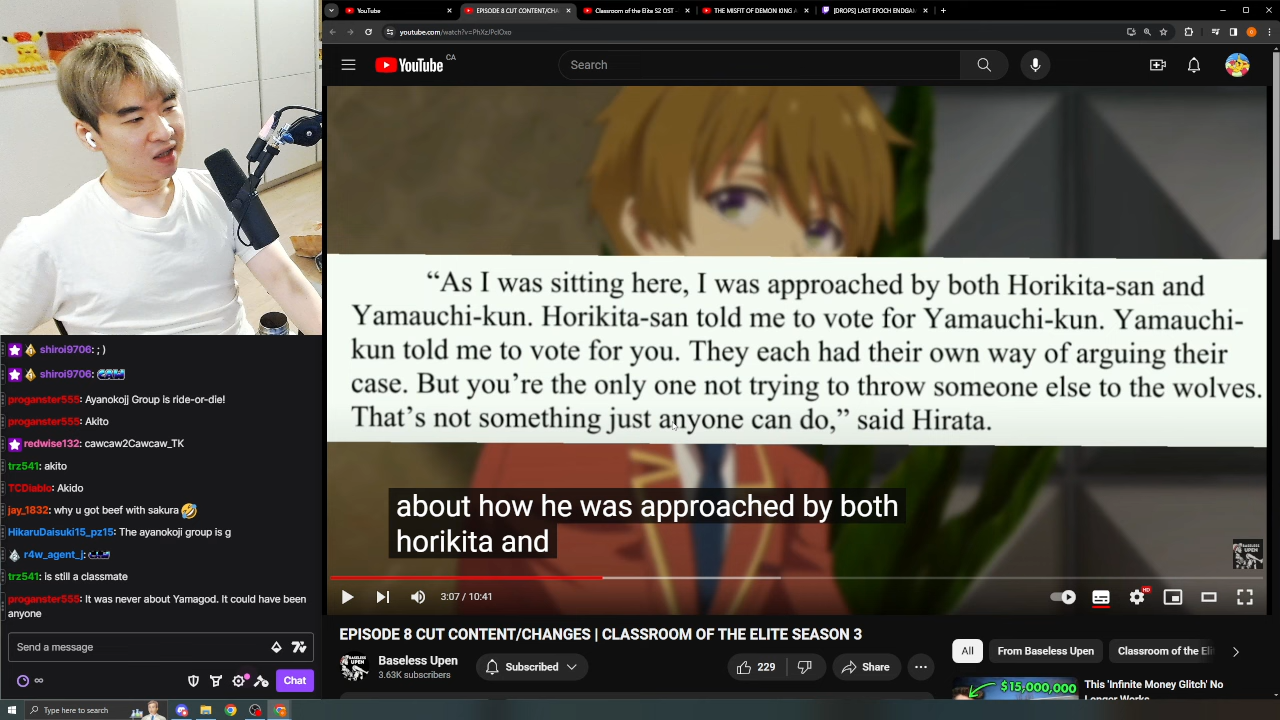 YouTube
EPISODE 8 CUT CONTENT/CHA
Classroom of the Elite S2 OST -
THE MISFIT OF DEMON KING A
[DROPS] LAST EPOCH ENDGAM
youtube.com/watch?v=PhXzJPclOxo
YouTube CA
Search
“As I was sitting here, I was approached by both Horikita-san and
Yamauchi-kun. Horikita-san told me to vote for Yamauchi-kun. Yamauchi-
kun told me to vote for you. They each had their own way of arguing their
case. But you’re the only one not trying to throw someone else to the wolves.
That’s not something just anyone can do,” said Hirata.
about how he was approached by both
horikita and
BASELESS
UPEN
3:07 / 10:41
HD
EPISODE 8 CUT CONTENT/CHANGES | CLASSROOM OF THE ELITE SEASON 3
Baseless Upen
3.63K subscribers
Subscribed
229
Share
All
From Baseless Upen
Classroom of the Eli
$15,000,000
This 'Infinite Money Glitch' No
Longer Works
shiroi9706: ; )
shiroi9706:
proganster555: Ayanokojj Group is ride-or-die!
proganster555: Akito
redwise132: cawcaw2Cawcaw_TK
trz541: akito
TCDiablo: Akido
jay_1832: why u got beef with sakura
HikaruDaisuki15_pz15: The ayanokoji group is g
r4w_agent_j:
trz541: is still a classmate
proganster555: It was never about Yamagod. It could have been
anyone
Send a message
∞
Chat
Type here to search